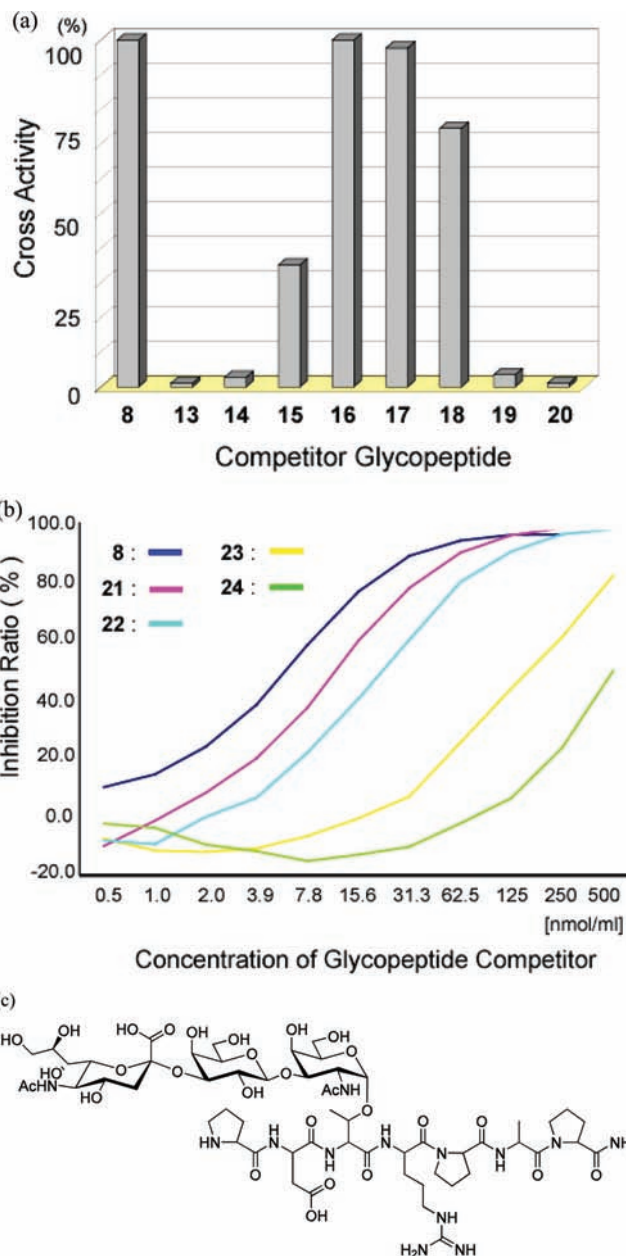 (a)
(%)
100
75
50
25
0
Cross Activity
8 13 14 15 16 17 18 19 20
Competitor Glycopeptide
(b)
100.0
80.0
60.0
40.0
20.0
0.0
-20.0
Inhibition Ratio ( % )
8 : 23 :
21 : 24 :
22 :
0.5 1.0 2.0 3.9 7.8 15.6 31.3 62.5 125 250 500
[nmol/ml]
Concentration of Glycopeptide Competitor
(c)
OH HO O OH OH OH HO
HO O O O
HO O O
AcHN HO OH AcHN
O
HN H N O N H O H N O N O N H O N O NH
O OH
NH
H₂N NH